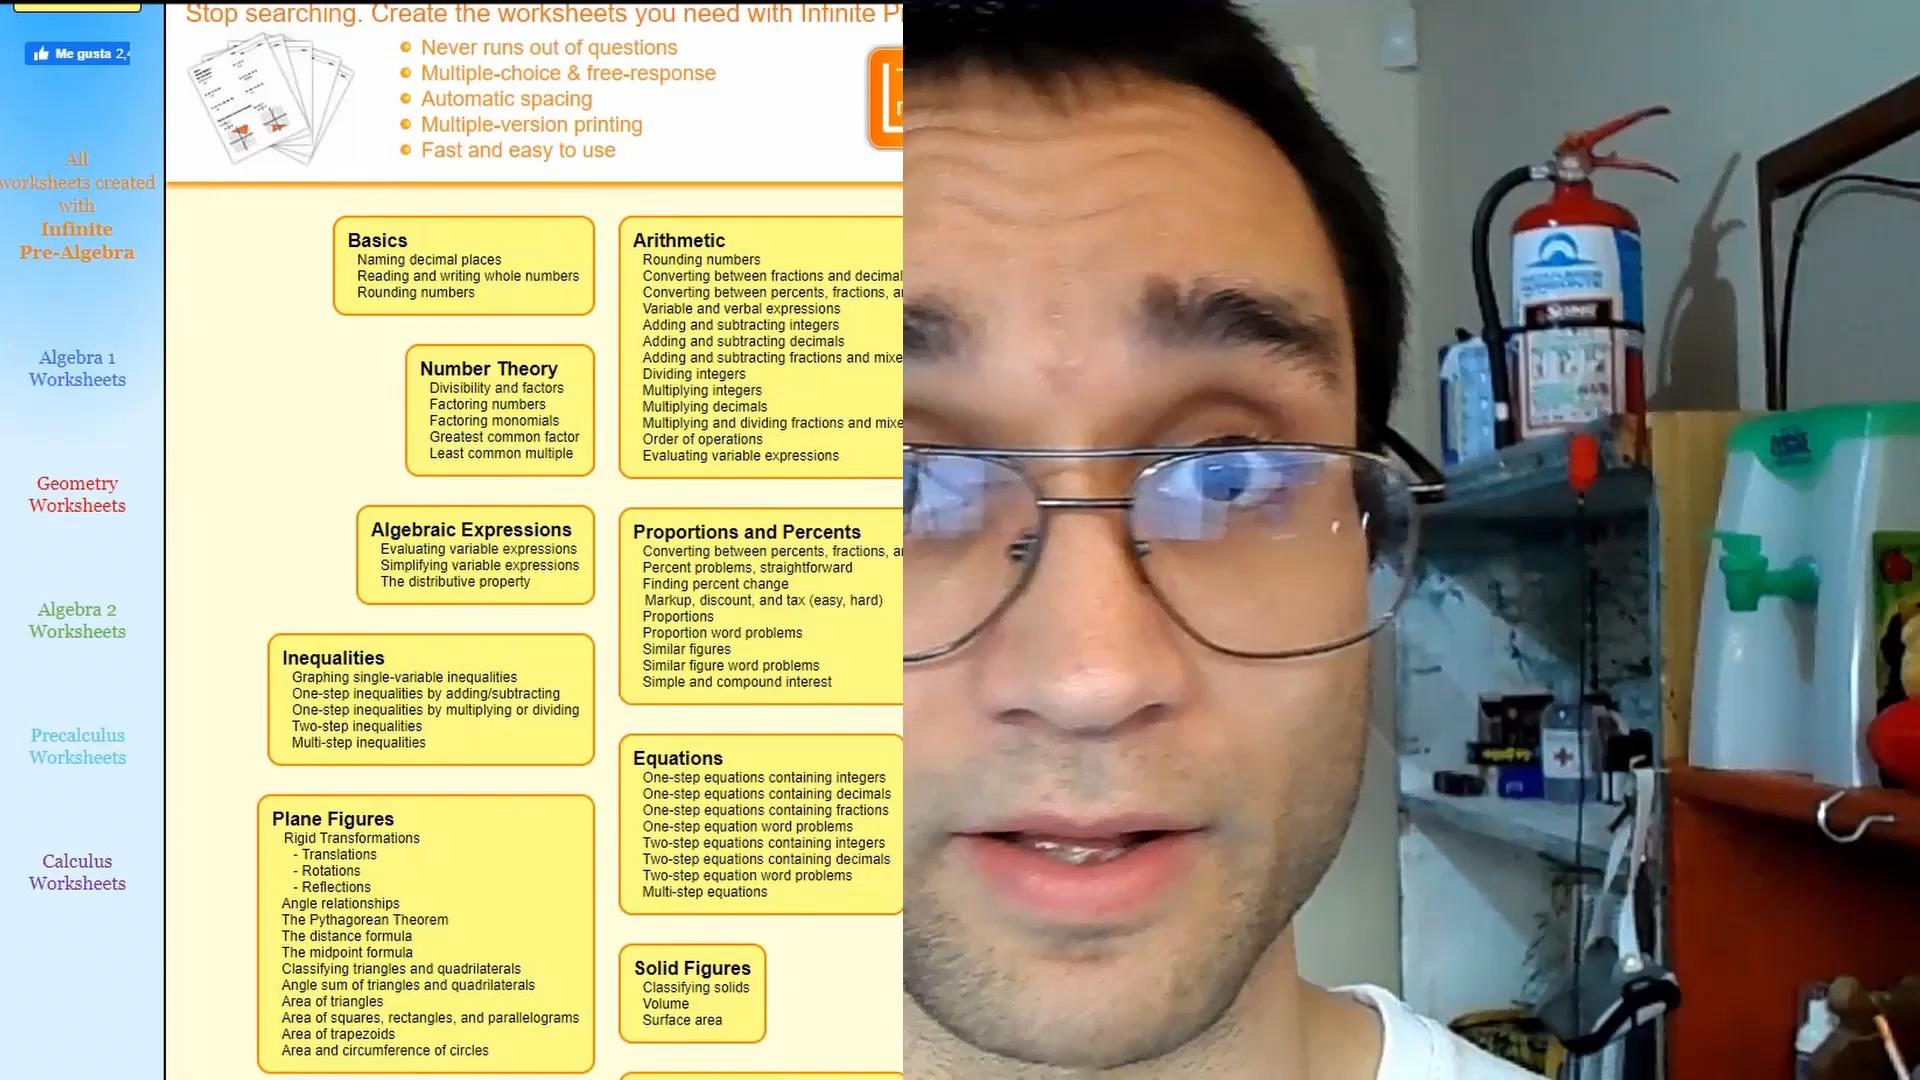 Stop searching. Create the worksheets you need with Infinite
Me gusta 2,
Never runs out of questions
Multiple-choice & free-response
Automatic spacing
Multiple-version printing
Fast and easy to use
All
worksheets created
with
Infinite
Pre-Algebra
Algebra 1
Worksheets
Geometry
Worksheets
Algebra 2
Worksheets
Precalculus
Worksheets
Calculus
Worksheets
Basics
Naming decimal places
Reading and writing whole numbers
Rounding numbers
Number Theory
Divisibility and factors
Factoring numbers
Factoring monomials
Greatest common factor
Least common multiple
Algebraic Expressions
Evaluating variable expressions
Simplifying variable expressions
The distributive property
Inequalities
Graphing single-variable inequalities
One-step inequalities by adding/subtracting
One-step inequalities by multiplying or dividing
Two-step inequalities
Multi-step inequalities
Plane Figures
Rigid Transformations
- Translations
- Rotations
- Reflections
Angle relationships
The Pythagorean Theorem
The distance formula
The midpoint formula
Classifying triangles and quadrilaterals
Angle sum of triangles and quadrilaterals
Area of triangles
Area of squares, rectangles, and parallelograms
Area of trapezoids
Area and circumference of circles
Arithmetic
Rounding numbers
Converting between fractions and decimal
Converting between percents, fractions,
Variable and verbal expressions
Adding and subtracting integers
Adding and subtracting decimals
Adding and subtracting fractions and mixe
Dividing integers
Multiplying integers
Multiplying decimals
Multiplying and dividing fractions and mixe
Order of operations
Evaluating variable expressions
Proportions and Percents
Converting between percents, fractions,
Percent problems, straightforward
Finding percent change
Markup, discount, and tax (easy, hard)
Proportions
Proportion word problems
Similar figures
Similar figure word problems
Simple and compound interest
Equations
One-step equations containing integers
One-step equations containing decimals
One-step equations containing fractions
One-step equation word problems
Two-step equations containing integers
Two-step equations containing decimals
Two-step equation word problems
Multi-step equations
Solid Figures
Classifying solids
Volume
Surface area